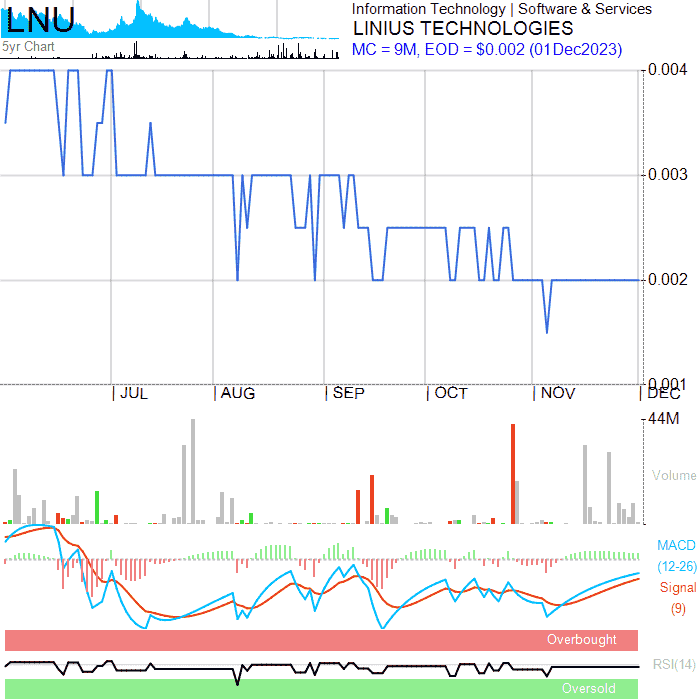 LNU
5yr Chart
Information Technology | Software & Services
LINIUS TECHNOLOGIES
MC = 9M, EOD = $0.002 (01Dec2023)
0.004
0.003
0.002
0.001
JUL
AUG
SEP
OCT
NOV
DEC
44M
Volume
MACD
(12-26)
Signal
(9)
Overbought
RSI(14)
Oversold